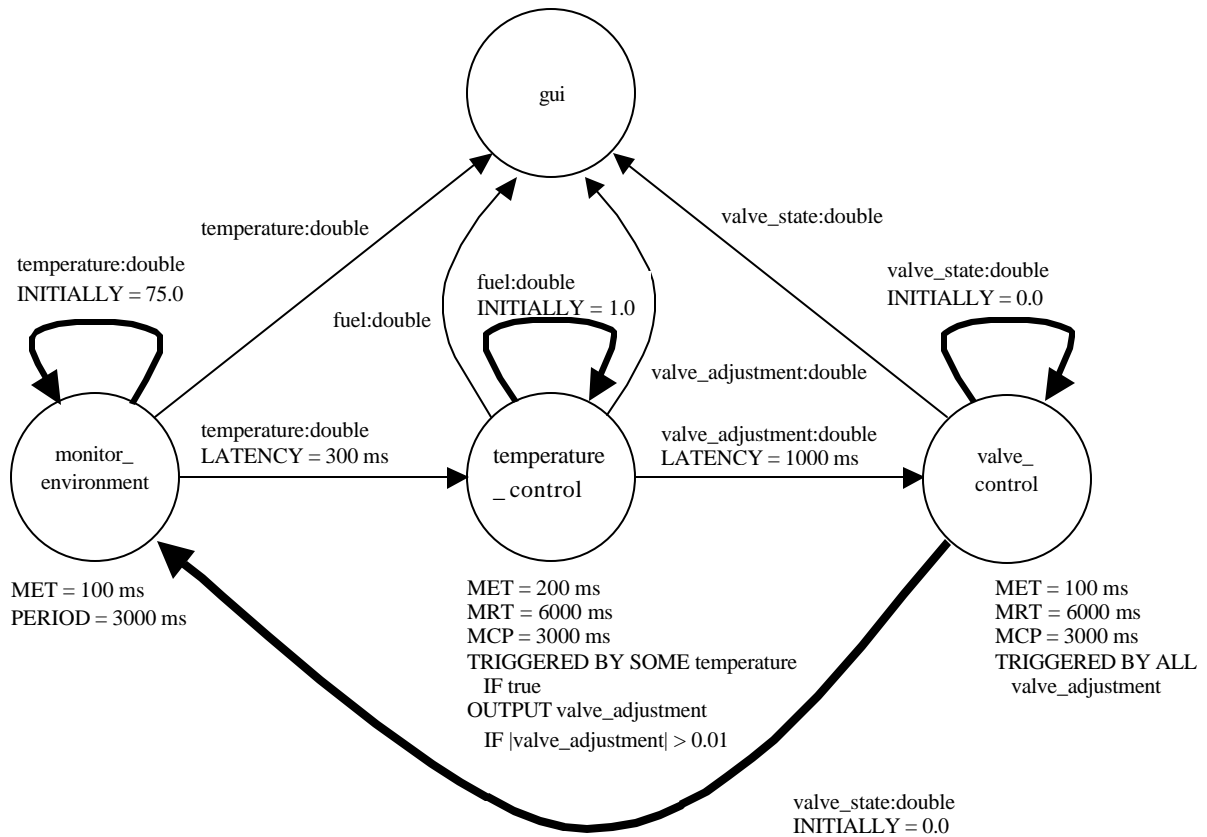 gui
temperature:double
valve_state:double
temperature:double
INITIALLY = 75.0
fuel:double
fuel:double
INITIALLY = 1.0
valve_state:double
INITIALLY = 0.0
valve_adjustment:double
temperature:double
LATENCY = 300 ms
valve_adjustment:double
LATENCY = 1000 ms
monitor_
environment
temperature
_ control
valve_
control
MET = 100 ms
PERIOD = 3000 ms
MET = 200 ms
MRT = 6000 ms
MCP = 3000 ms
TRIGGERED BY SOME temperature
IF true
OUTPUT valve_adjustment
IF |valve_adjustment| > 0.01
MET = 100 ms
MRT = 6000 ms
MCP = 3000 ms
TRIGGERED BY ALL
valve_adjustment
valve_state:double
INITIALLY = 0.0